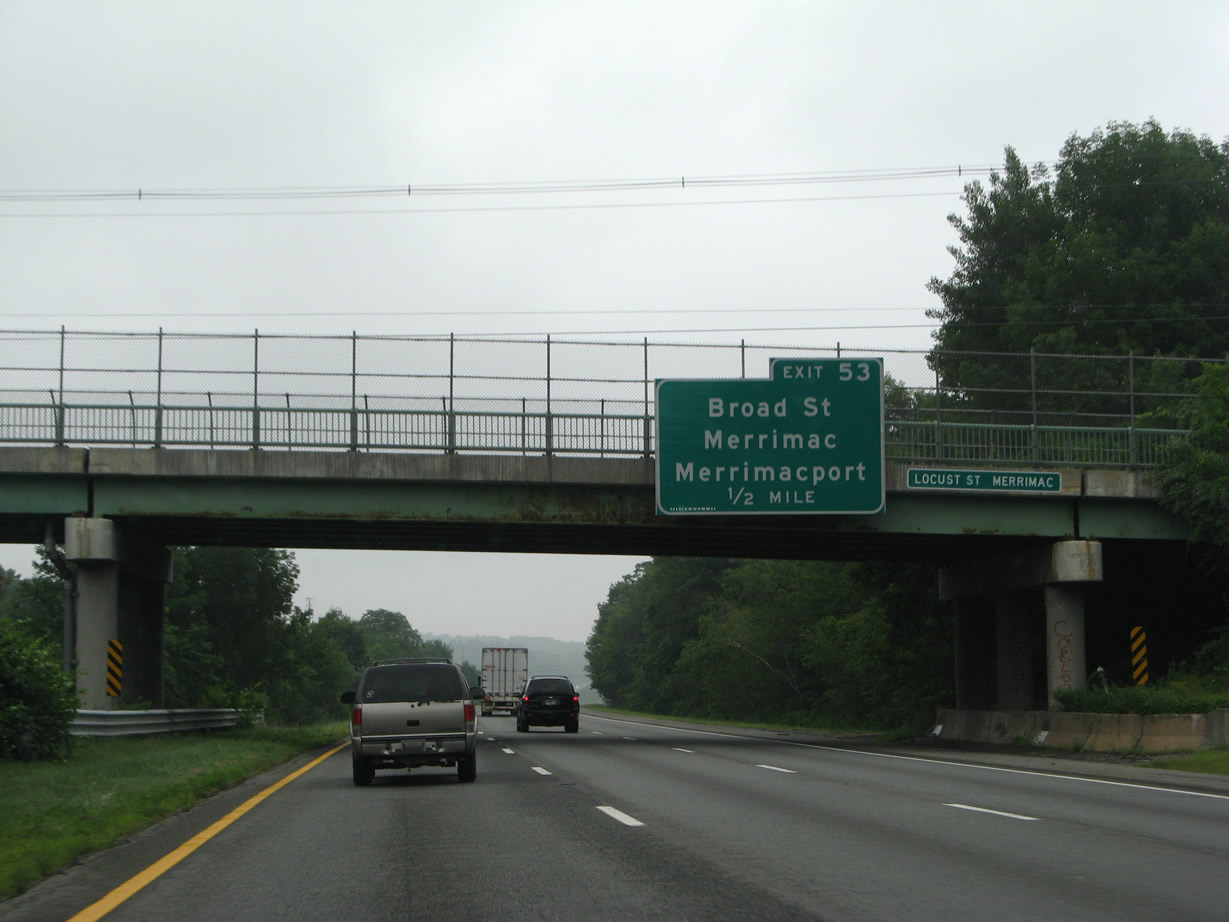 EXIT 53
Broad St
Merrimac
Merrimacport
1/2 MILE
LOCUST ST MERRIMAC